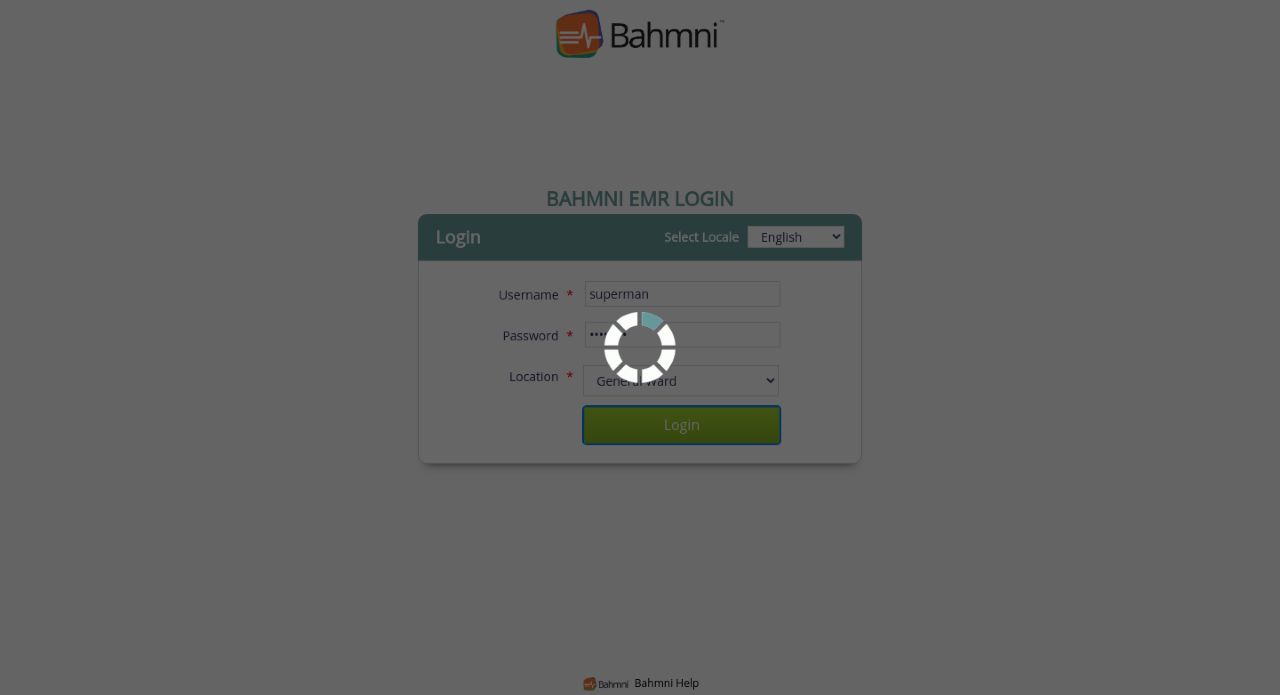 Bahmni™
BAHMNI EMR LOGIN
Login
Select Locale English
Username * superman
Password *
Location * General Ward
Login
Bahmni Bahmni Help